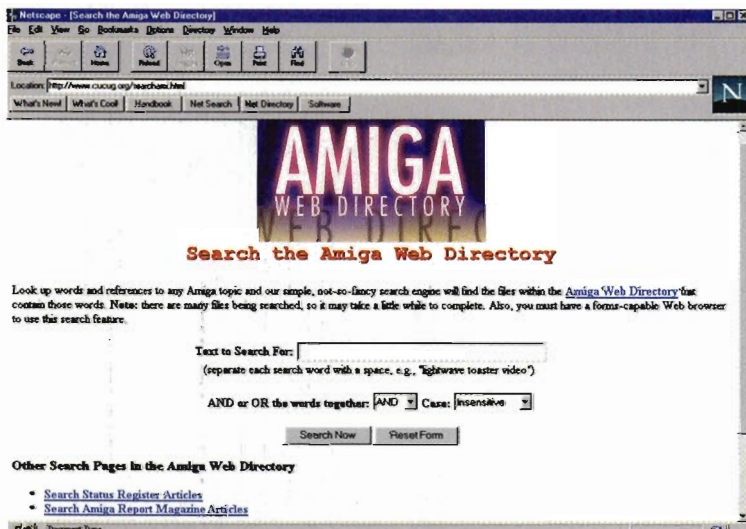 Netscape - [Search the Amiga Web Directory]
File Edit View Go Bookmarks Options Directory Window Help
Back Home Reload Open Print Find
Location: http://www.cucug.org/searchami.html
What's New! What's Cool! Handbook Net Search Net Directory Software
N
AMIGA
WEB DIRECTORY
WEB DIREC
Search the Amiga Web Directory
Look up words and references to any Amiga topic and our simple, not-so-fancy search engine will find the files within the Amiga Web Directory that
contain those words. Note: there are many files being searched, so it may take a little while to complete. Also, you must have a forms-capable Web browser
to use this search feature.
Text to Search For:
(separate each search word with a space, e.g., "lightwave toaster video")
AND or OR the words together: AND Case: Insensitive
Search Now Reset Form
Other Search Pages in the Amiga Web Directory
• Search Status Register Articles
• Search Amiga Report Magazine Articles